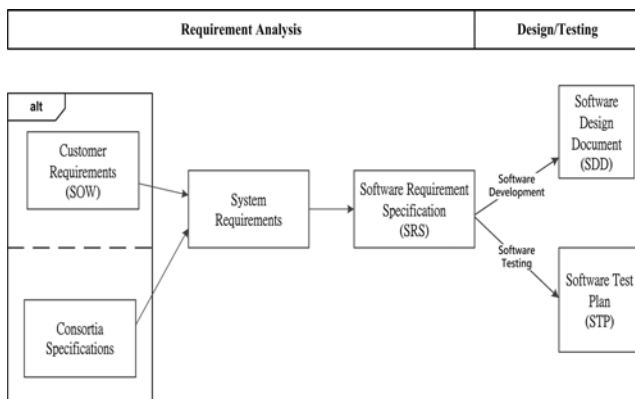 Requirement Analysis
Design/Testing
alt
Customer
Requirements
(SOW)
Consortia
Specifications
System
Requirements
Software Requirement
Specification
(SRS)
Software
Development
Software
Testing
Software
Design
Document
(SDD)
Software Test
Plan
(STP)